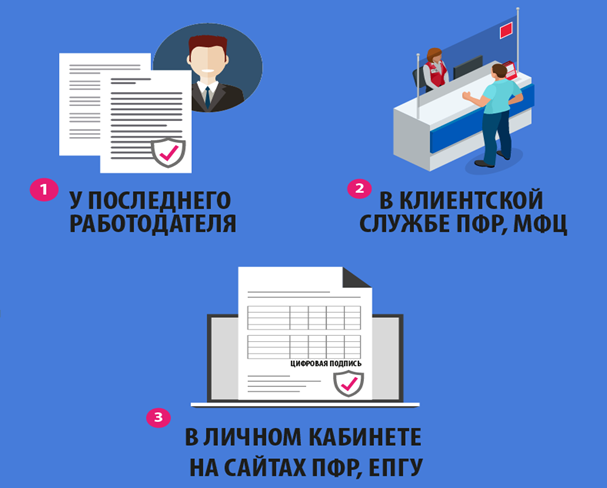 1
У ПОСЛЕДНЕГО
РАБОТОДАТЕЛЯ
2
В КЛИЕНТСКОЙ
СЛУЖБЕ ПФР, МФЦ
ЦИФРОВАЯ ПОДПИСЬ
3
В ЛИЧНОМ КАБИНЕТЕ
НА САЙТАХ ПФР, ЕПГУ